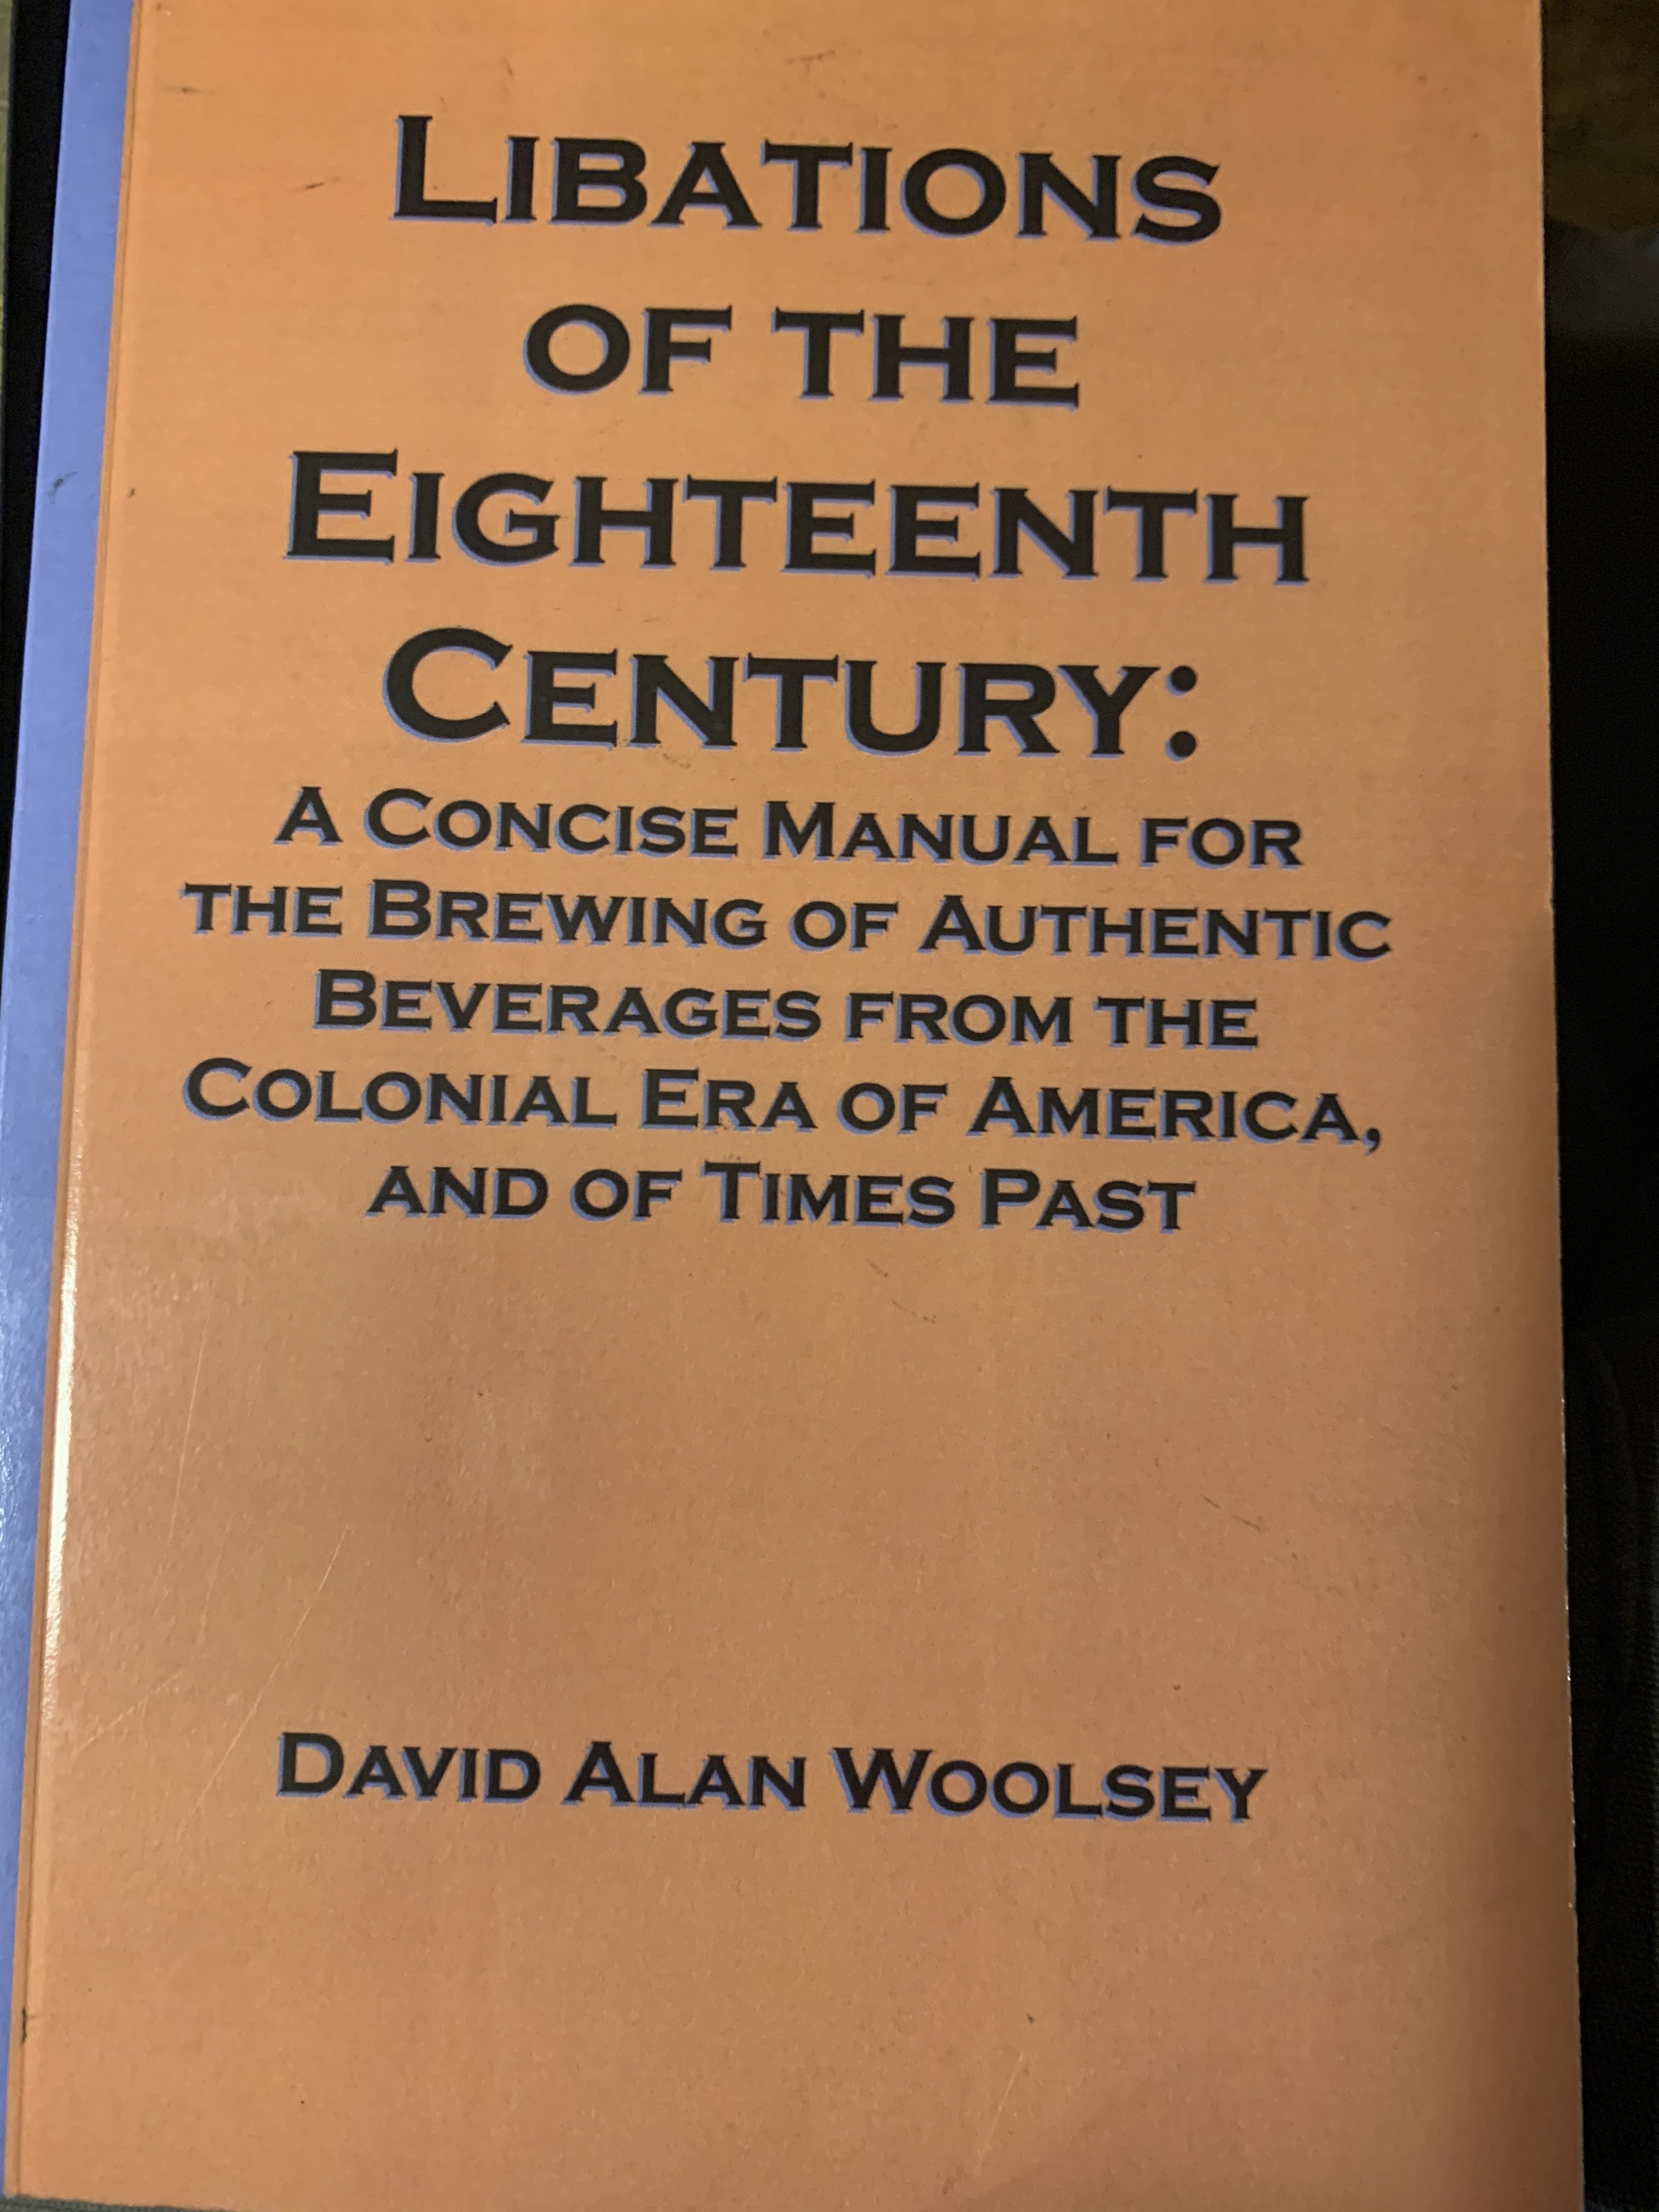 LIBATIONS
OF THE
EIGHTEENTH
CENTURY:
A CONCISE MANUAL FOR
THE BREWING OF AUTHENTIC
BEVERAGES FROM THE
COLONIAL ERA OF AMERICA,
AND OF TIMES PAST
DAVID ALAN WOOLSEY